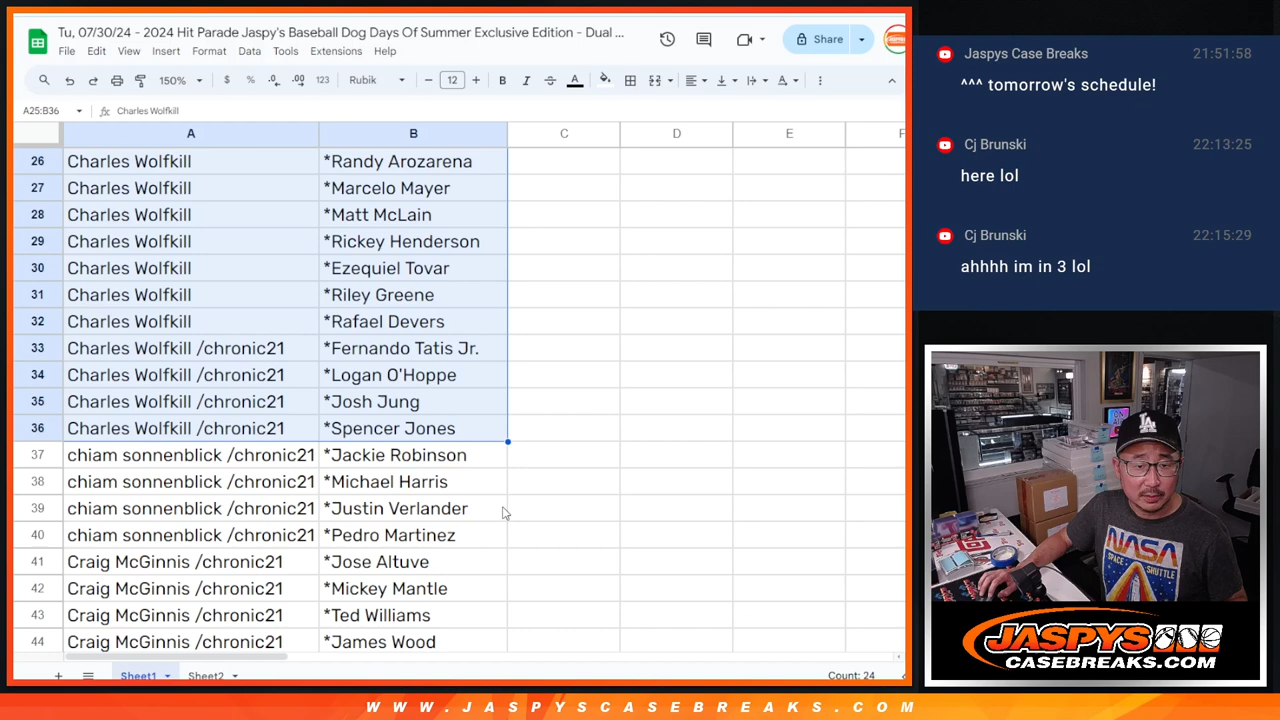 Tu, 07/30/24 - 2024 Hit Parade Jaspy's Baseball Dog Days Of Summer Exclusive Edition - Dual ...
File Edit View Insert Format Data Tools Extensions Help
Share
150% $ % .0 .00 123 Rubik 12 B I A A
A25:B36 fx Charles Wolfkill
A B C D E F
26 Charles Wolfkill *Randy Arozarena
27 Charles Wolfkill *Marcelo Mayer
28 Charles Wolfkill *Matt McLain
29 Charles Wolfkill *Rickey Henderson
30 Charles Wolfkill *Ezequiel Tovar
31 Charles Wolfkill *Riley Greene
32 Charles Wolfkill *Rafael Devers
33 Charles Wolfkill /chronic21 *Fernando Tatis Jr.
34 Charles Wolfkill /chronic21 *Logan O'Hoppe
35 Charles Wolfkill /chronic21 *Josh Jung
36 Charles Wolfkill /chronic21 *Spencer Jones
37 chiam sonnenblick /chronic21 *Jackie Robinson
38 chiam sonnenblick /chronic21 *Michael Harris
39 chiam sonnenblick /chronic21 *Justin Verlander
40 chiam sonnenblick /chronic21 *Pedro Martinez
41 Craig McGinnis /chronic21 *Jose Altuve
42 Craig McGinnis /chronic21 *Mickey Mantle
43 Craig McGinnis /chronic21 *Ted Williams
44 Craig McGinnis /chronic21 *James Wood
Sheet1 Sheet2 Count: 24
Jaspys Case Breaks 21:51:58
^^^ tomorrow's schedule!
Cj Brunski 22:13:25
here lol
Cj Brunski 22:15:29
ahhhh im in 3 lol
LA
NASA
SPACE SHUTTLE
JASPYS
CASEBREAKS.COM
WWW.JASPYSCASEBREAKS.COM